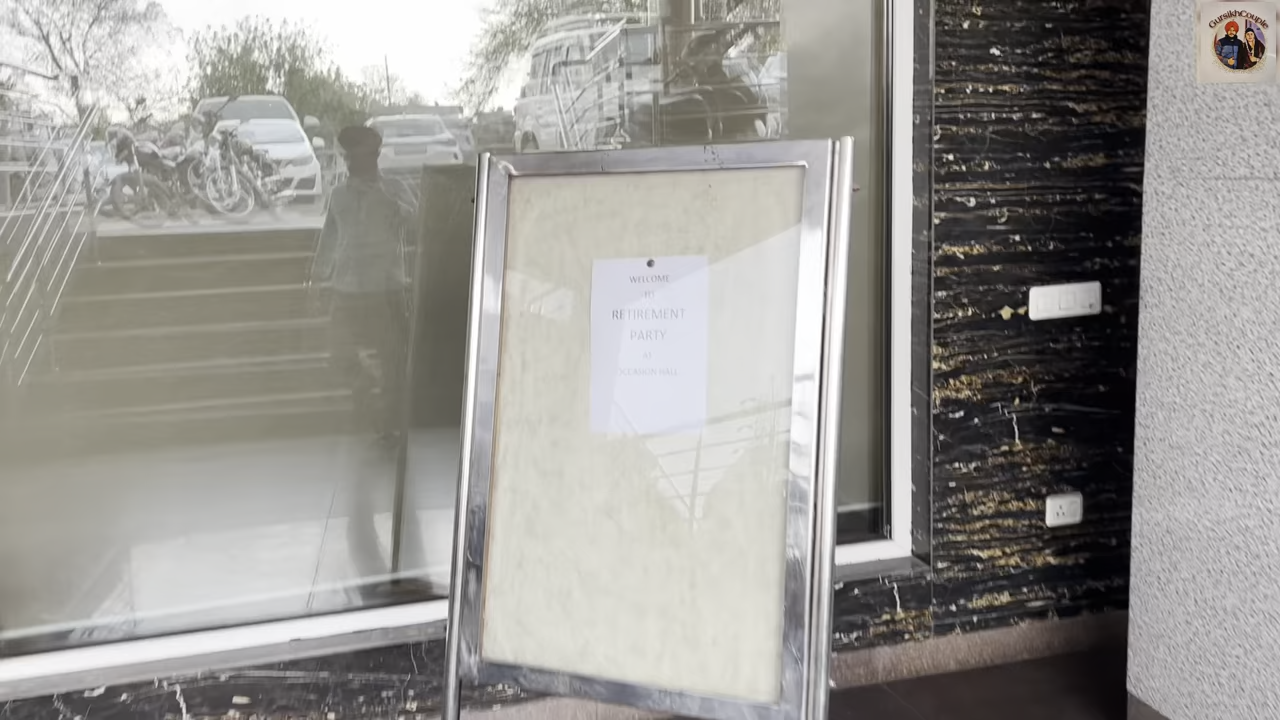 GursikhCouple
WELCOME
TO
RETIREMENT
PARTY
AT
OCCASION HALL